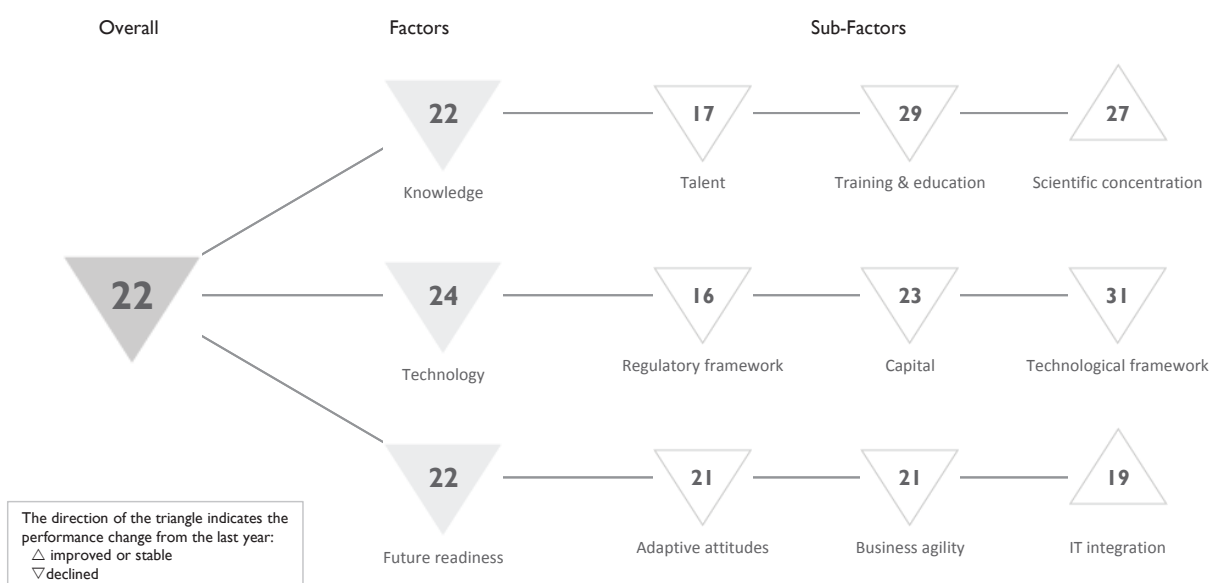 Overall Factors Sub-Factors
22 17 29 27
Knowledge Talent Training & education Scientific concentration
22
24 16 23 31
Technology Regulatory framework Capital Technological framework
22 21 21 19
Future readiness Adaptive attitudes Business agility IT integration
The direction of the triangle indicates the
performance change from the last year:
△ improved or stable
▽ declined